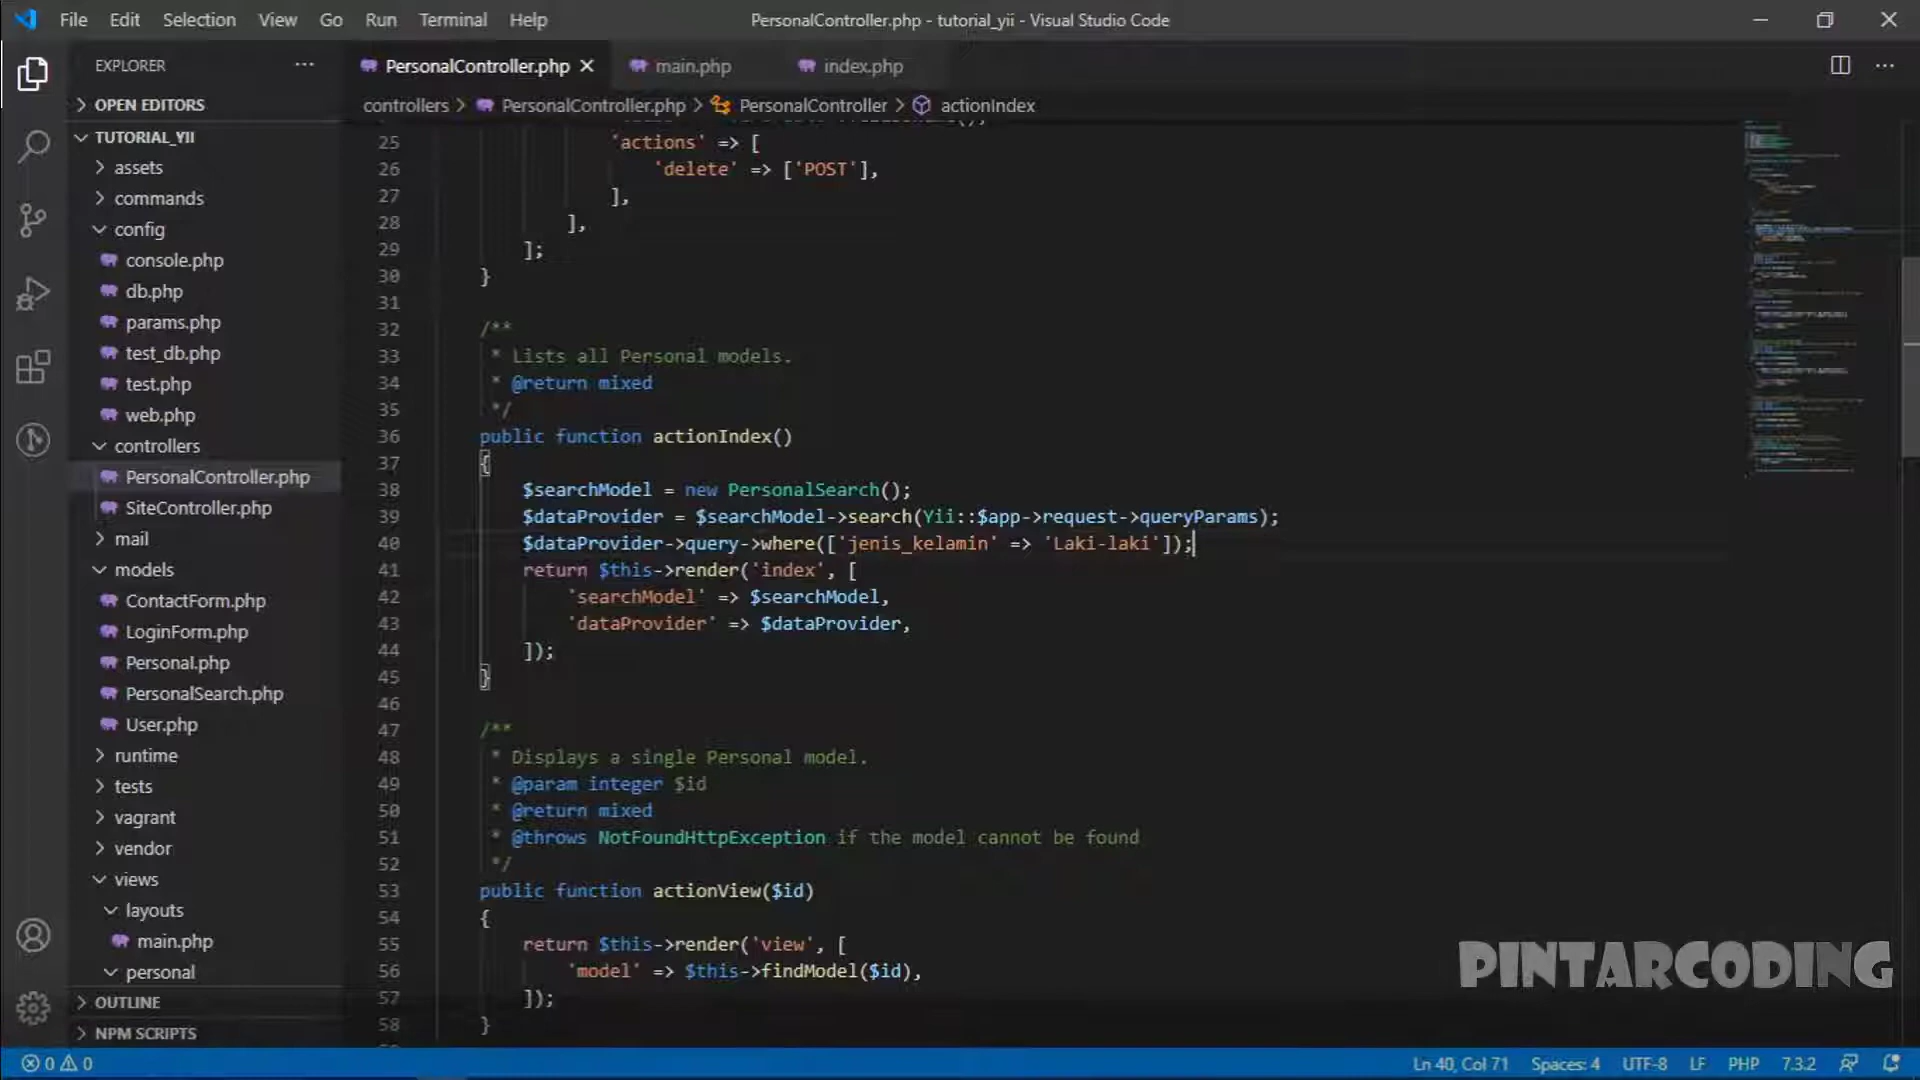 File Edit Selection View Go Run Terminal Help
PersonalController.php - tutorial_yii - Visual Studio Code
EXPLORER
OPEN EDITORS
TUTORIAL_YII
assets
commands
config
console.php
db.php
params.php
test_db.php
test.php
web.php
controllers
PersonalController.php
SiteController.php
mail
models
ContactForm.php
LoginForm.php
Personal.php
PersonalSearch.php
User.php
runtime
tests
vagrant
vendor
views
layouts
main.php
personal
OUTLINE
NPM SCRIPTS
PersonalController.php main.php index.php
controllers > PersonalController.php > PersonalController > actionIndex
25 'actions' => [
26 'delete' => ['POST'],
27 ],
28 ],
29 ];
30 }
31
32 /**
33 * Lists all Personal models.
34 * @return mixed
35 */
36 public function actionIndex()
37 {
38 $searchModel = new PersonalSearch();
39 $dataProvider = $searchModel->search(Yii::$app->request->queryParams);
40 $dataProvider->query->where(['jenis_kelamin' => 'Laki-laki']);
41 return $this->render('index', [
42 'searchModel' => $searchModel,
43 'dataProvider' => $dataProvider,
44 ]);
45 }
46
47 /**
48 * Displays a single Personal model.
49 * @param integer $id
50 * @return mixed
51 * @throws NotFoundHttpException if the model cannot be found
52 */
53 public function actionView($id)
54 {
55 return $this->render('view', [
56 'model' => $this->findModel($id),
57 ]);
58 }
PINTARCODING
0 0
Ln 40, Col 71 Spaces: 4 UTF-8 LF PHP 7.3.2